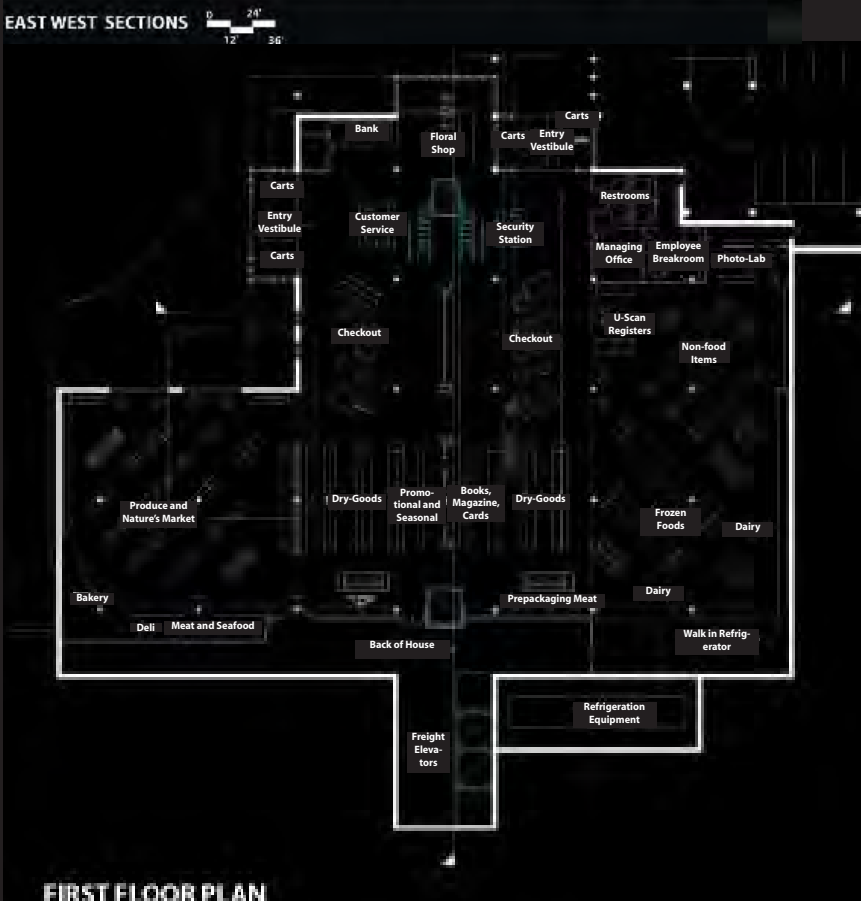 EAST WEST SECTIONS
0 24'
12' 36'
Carts
Bank
Floral
Shop
Carts
Entry
Vestibule
Carts
Restrooms
Entry
Vestibule
Customer
Service
Security
Station
Carts
Managing
Office
Employee
Breakroom
Photo-Lab
U-Scan
Registers
Checkout
Checkout
Non-food
Items
Dry-Goods
Promo-
tional and
Seasonal
Books,
Magazine,
Cards
Dry-Goods
Produce and
Nature's Market
Frozen
Foods
Dairy
Bakery
Prepackaging Meat
Dairy
Deli
Meat and Seafood
Back of House
Walk in Refrig-
erator
Refrigeration
Equipment
Freight
Eleva-
tors
FIRST FLOOR PLAN